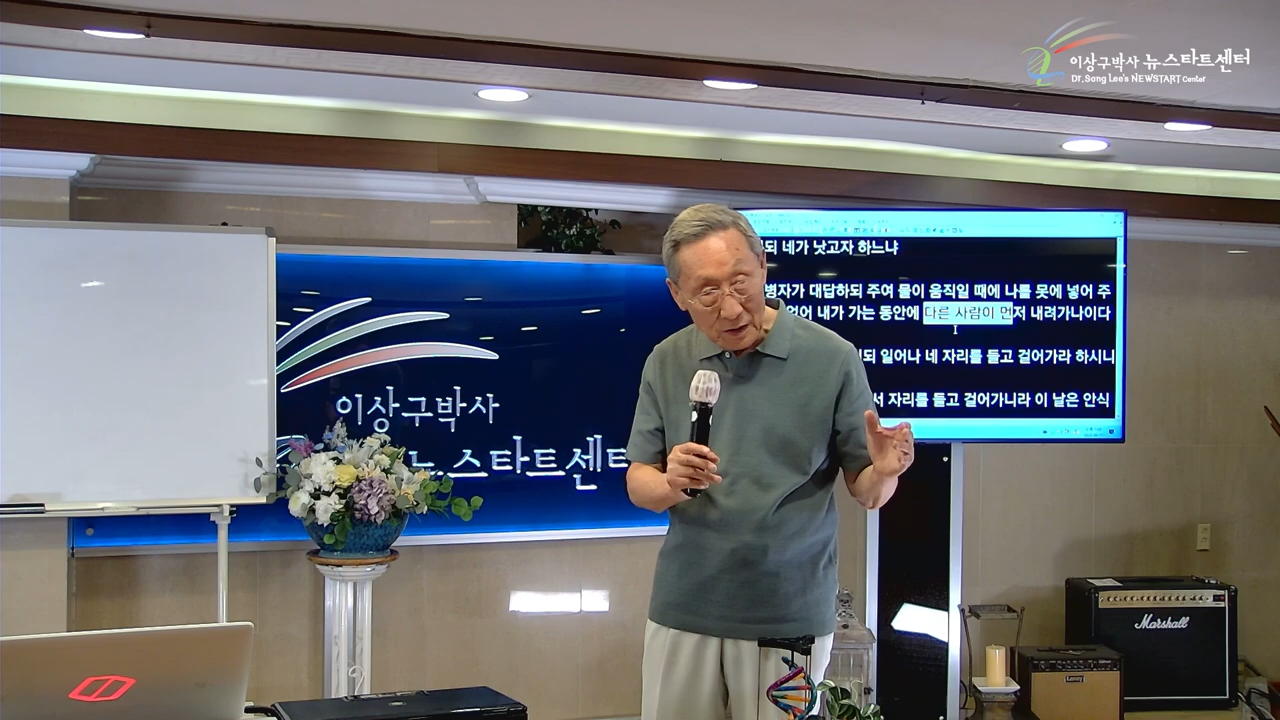 이상구박사 뉴스타트센터
Dr. Sang Lee's NEWSTART Center
되 네가 낫고자 하느냐
병자가 대답하되 주여 물이 움직일 때에 나를 못에 넣어 주
없어 내가 가는 동안에 다른 사람이 먼저 내려가나이다
되 일어나 네 자리를 들고 걸어가라 하시니
서 자리를 들고 걸어가니라 이 날은 안식
이상구박사
뉴스타트센터
Marshall
Laney